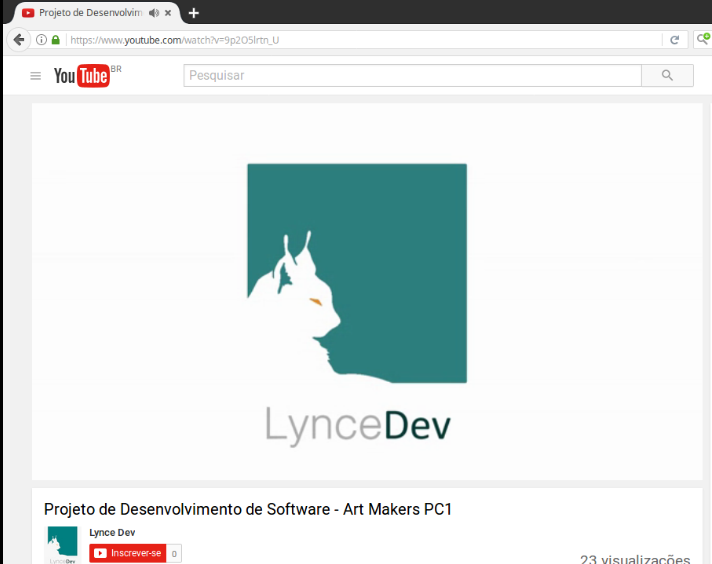 Projeto de Desenvolvim
https://www.youtube.com/watch?v=9p2O5lrtn_U
YouTube BR
Pesquisar
LynceDev
Projeto de Desenvolvimento de Software - Art Makers PC1
Lynce Dev
LynceDev
Inscrever-se 0
23 visualizações